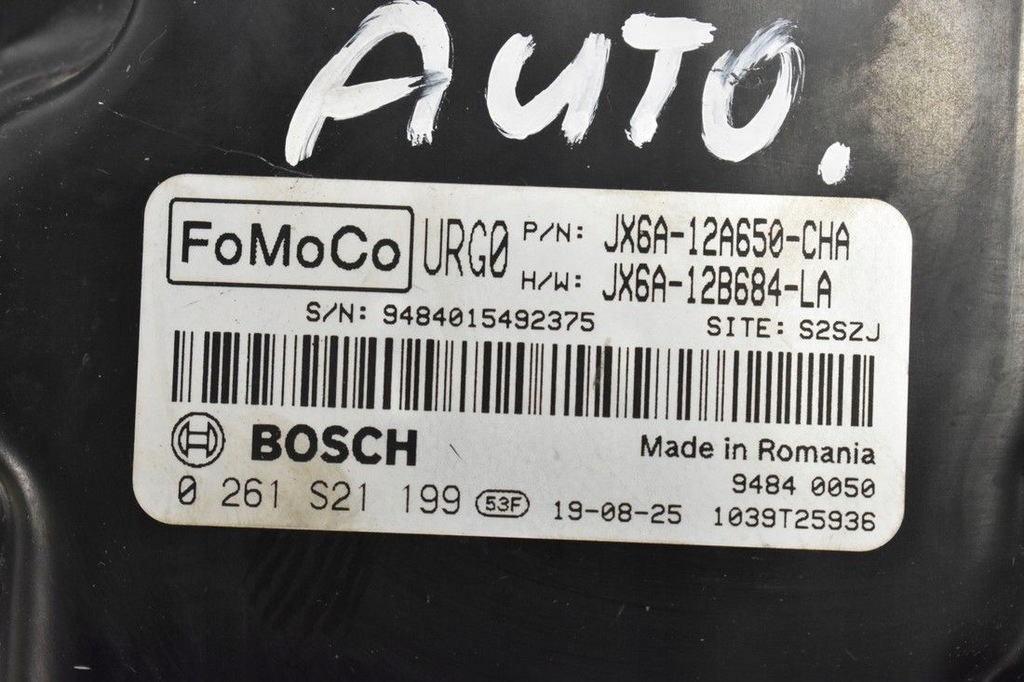 AUTO.
FoMoCo URG0 P/N: JX6A-12A650-CHA
H/W: JX6A-12B684-LA
S/N: 9484015492375 SITE: S2SZJ
BOSCH Made in Romania
9484 0050
0 261 S21 199 53F 19-08-25 1039T25936